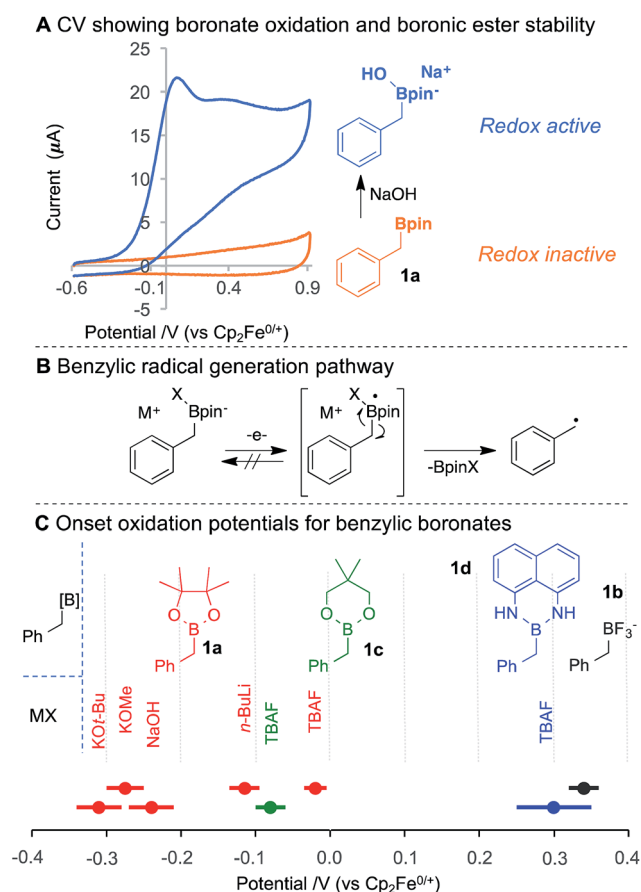 A CV showing boronate oxidation and boronic ester stability
25
20
15
10
5
0
-5
-0.6
-0.1
0.4
0.9
Current (μA)
Potential /V (vs Cp2Fe0/+)
HO Na+
Bpin-
Redox active
NaOH
Bpin
1a
Redox inactive
B Benzylic radical generation pathway
M+ X Bpin-
-e-
M+ X Bpin
-BpinX
C Onset oxidation potentials for benzylic boronates
[B]
Ph
O O
B
Ph
1a
O O
B
Ph
1c
1d
HN NH
B
Ph
1b
BF3-
Ph
MX
KOt-Bu
KOMe
NaOH
n-BuLi
TBAF
TBAF
TBAF
-0.4 -0.3 -0.2 -0.1 0.0 0.1 0.2 0.3 0.4
Potential /V (vs Cp2Fe0/+)